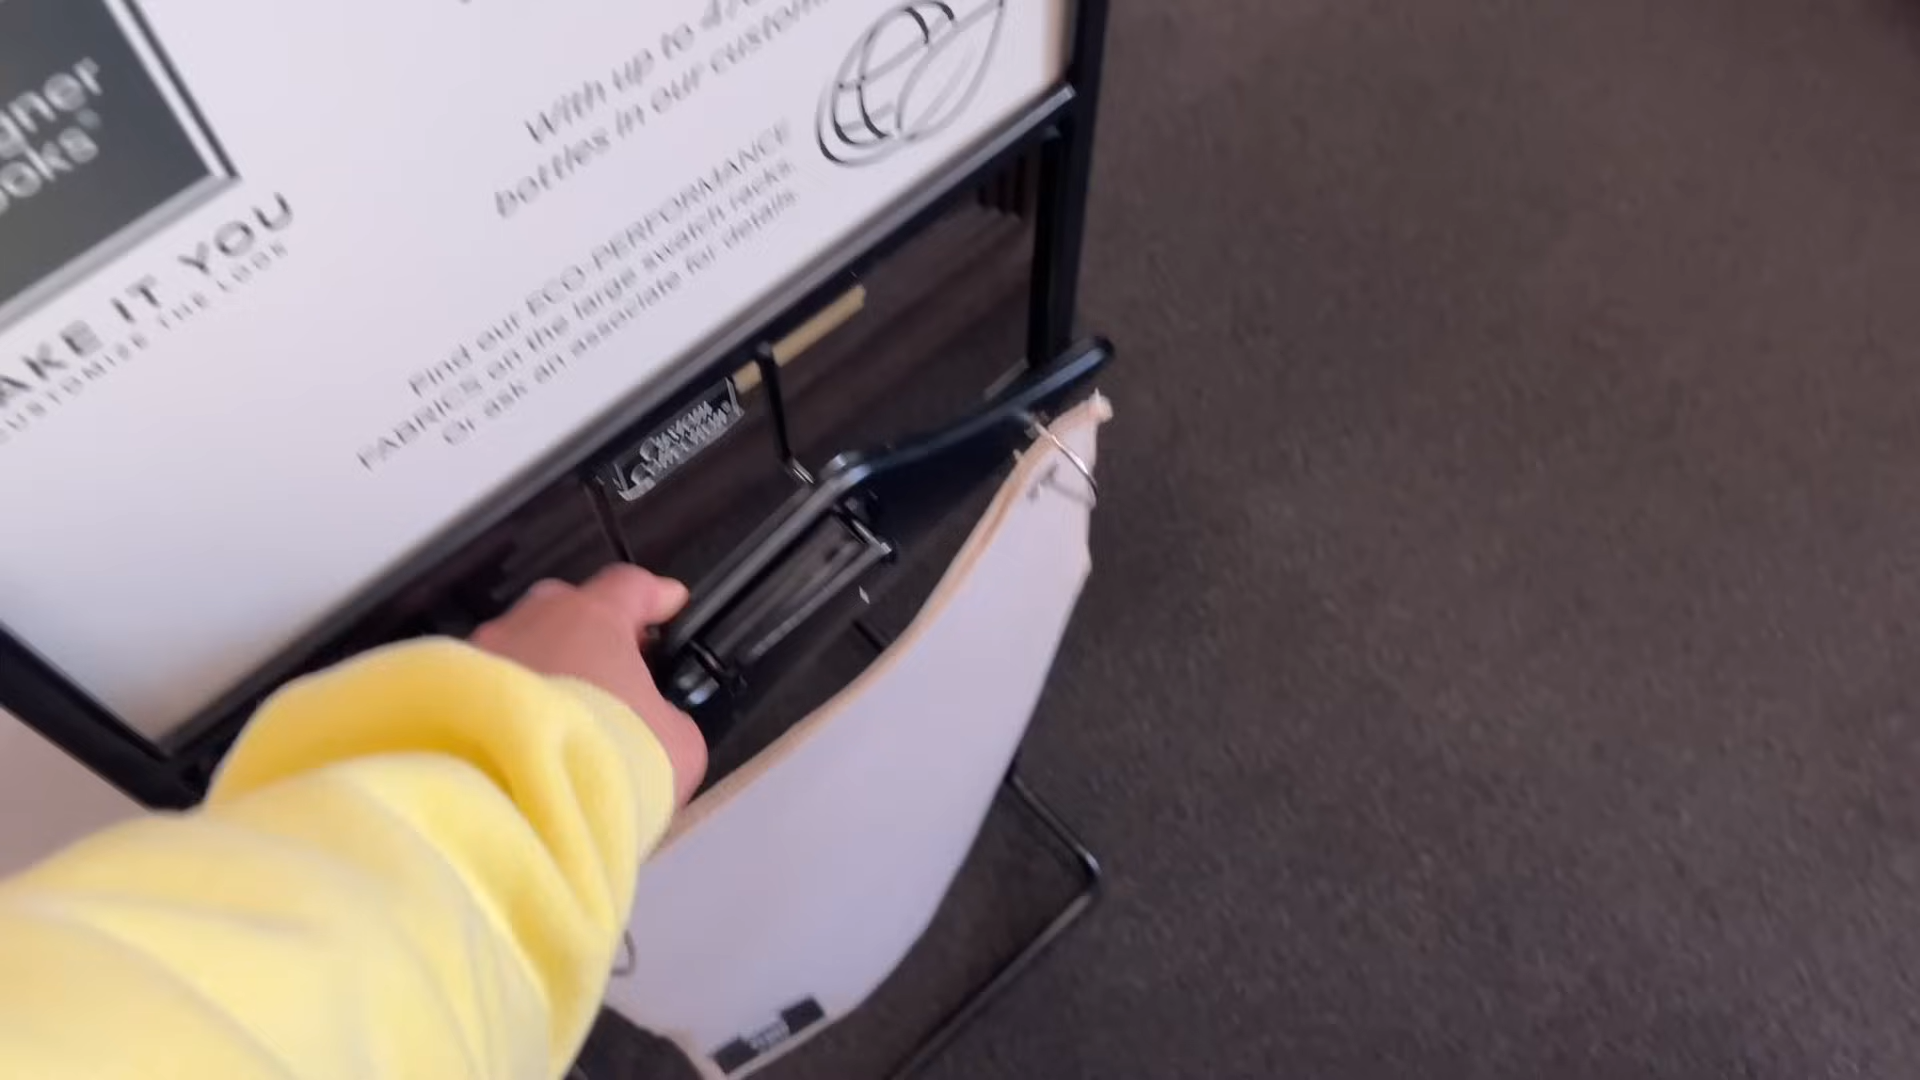 With up to
bottles in our custom
Find our ECO-PERFORMANCE
FABRICS on the large swatch racks.
Or ask an associate for details.
AKE IT YOU
CUSTOMIZE THE LOOK